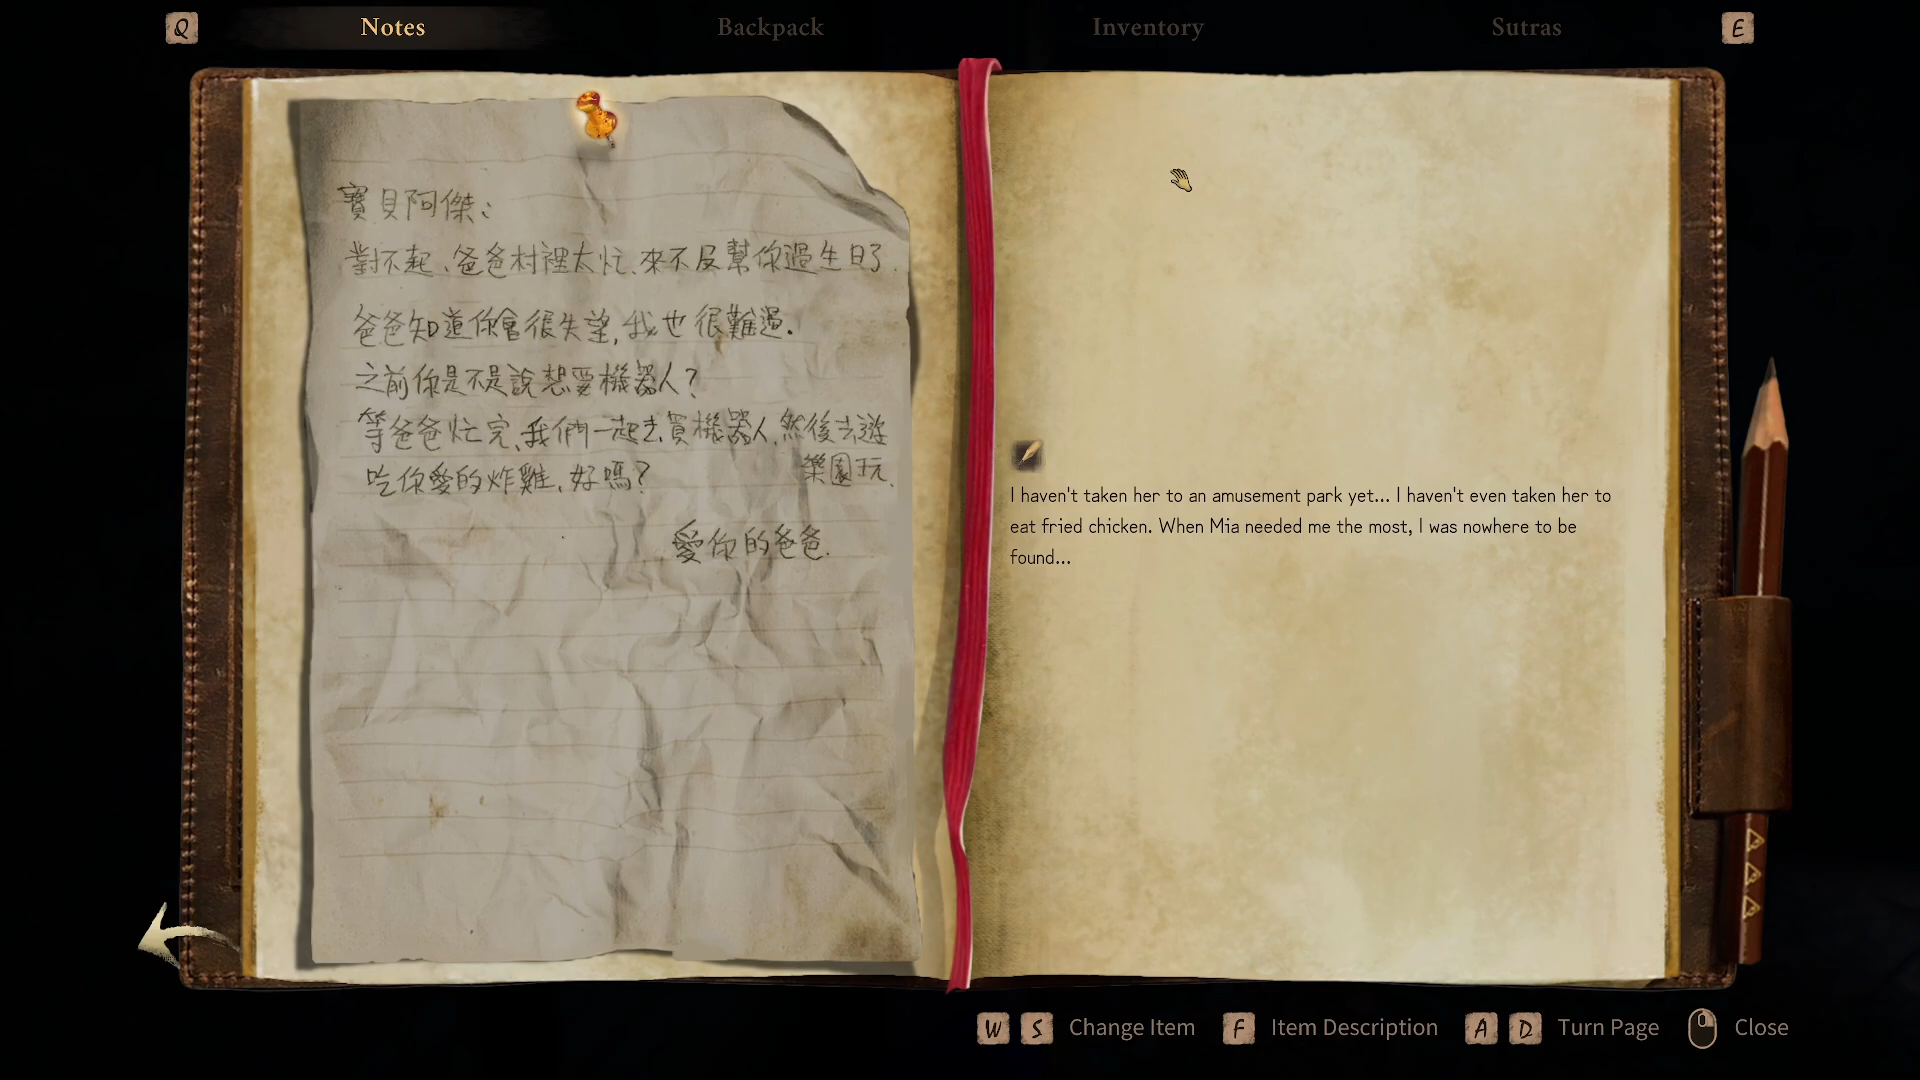 Q
Notes
Backpack
Inventory
Sutras
E
寶貝阿傑:
對不起、爸爸村裡太忙、來不及幫你過生日了.
爸爸知道你會很失望,我也很難過.
之前你是不是說想要機器人?
等爸爸忙完、我們一起去買機器人,然後去遊
樂園玩、
吃你愛的炸雞、好嗎?
愛你的爸爸.
I haven't taken her to an amusement park yet... I haven't even taken her to
eat fried chicken. When Mia needed me the most, I was nowhere to be
found...
W S Change Item F Item Description A D Turn Page Close